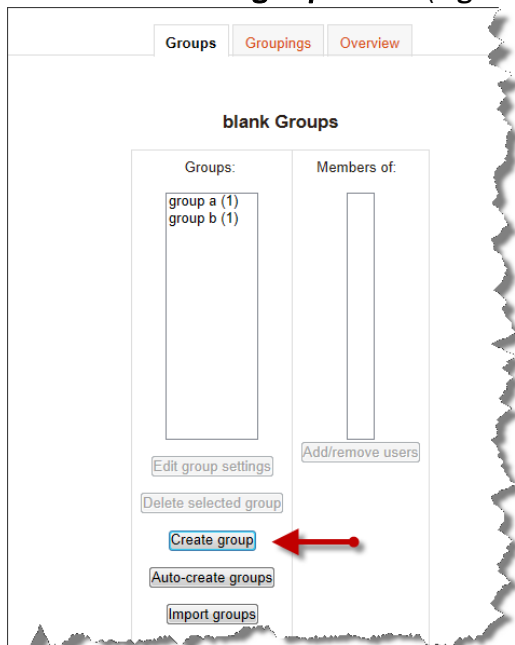 Groups Groupings Overview
blank Groups
Groups: Members of:
group a (1)
group b (1)
Edit group settings Add/remove users
Delete selected group
Create group
Auto-create groups
Import groups